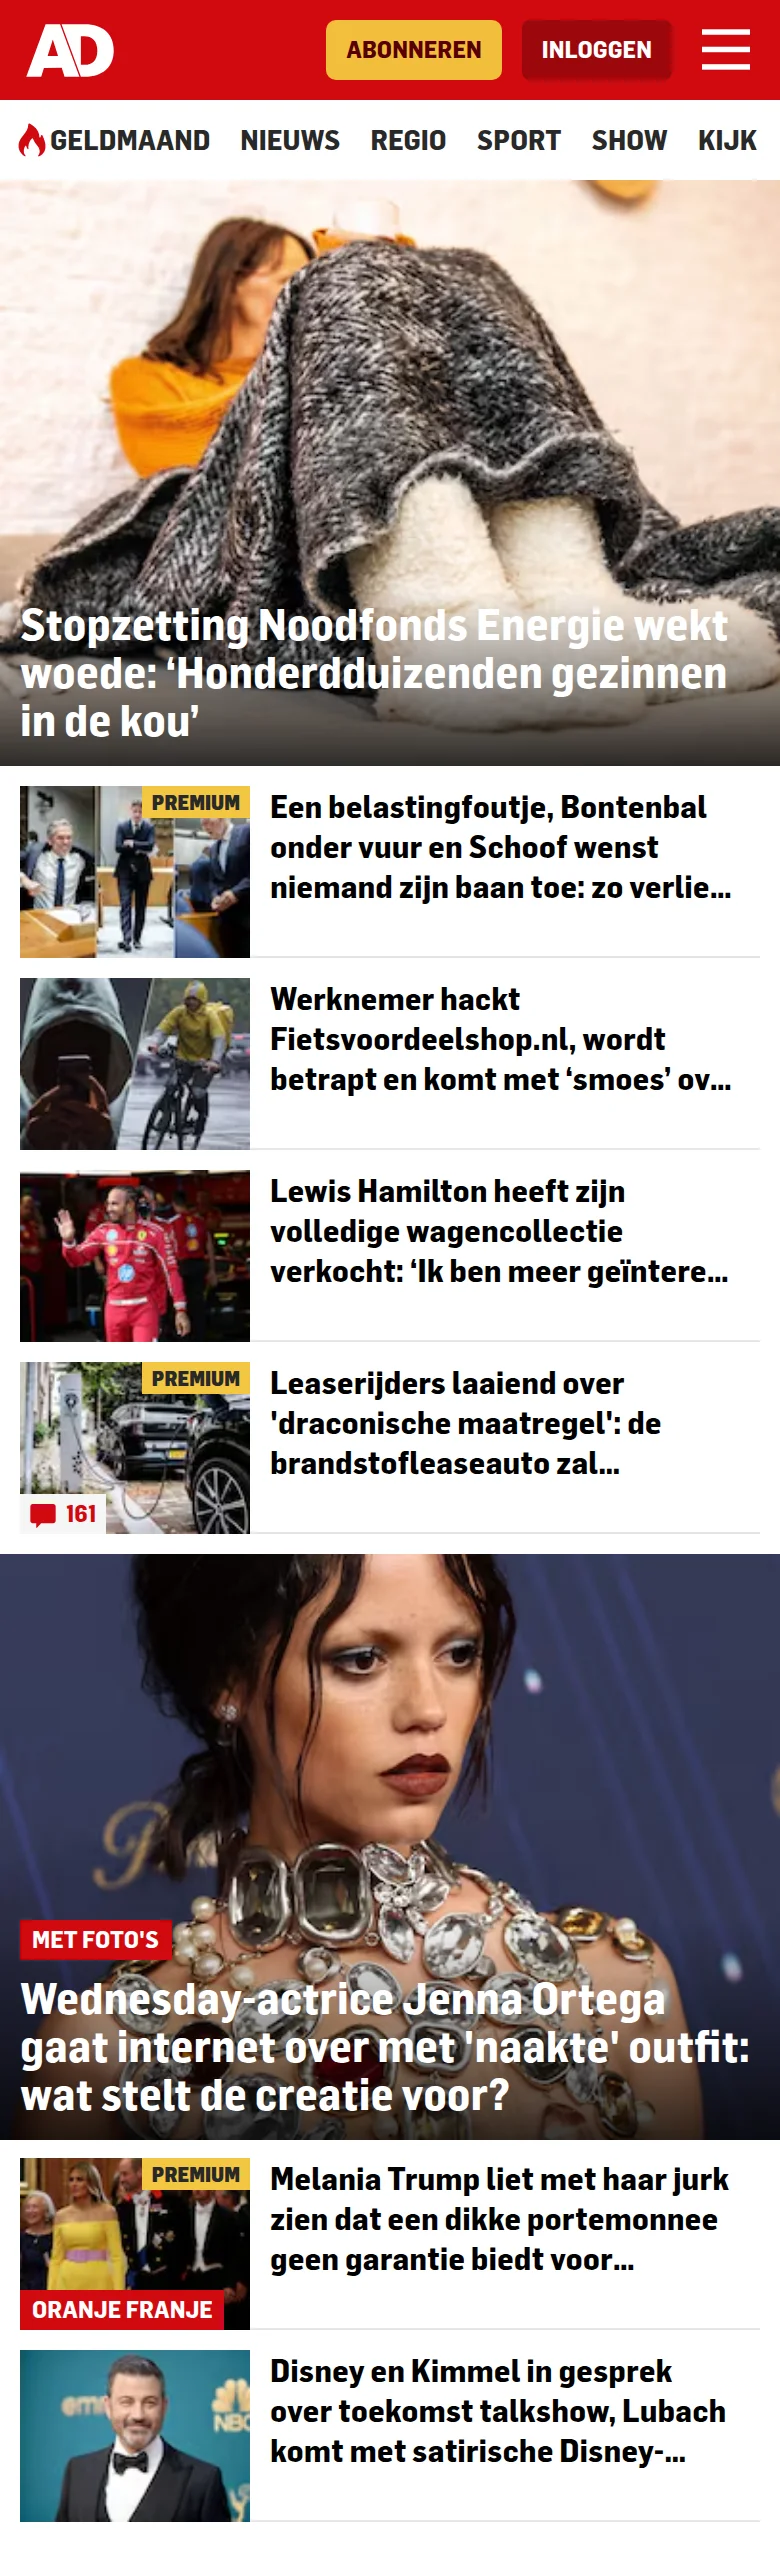 AD
ABONNEREN
INLOGGEN
GELDMAAND NIEUWS REGIO SPORT SHOW KIJK
Stopzetting Noodfonds Energie wekt
woede: ‘Honderdduizenden gezinnen
in de kou’
PREMIUM
Een belastingfoutje, Bontenbal
onder vuur en Schoof wenst
niemand zijn baan toe: zo verlie...
Werknemer hackt
Fietsvoordeelshop.nl, wordt
betrapt en komt met ‘smoes’ ov...
Lewis Hamilton heeft zijn
volledige wagencollectie
verkocht: ‘Ik ben meer geïntere...
PREMIUM
161
Leaserijders laaiend over
'draconische maatregel': de
brandstofleaseauto zal...
MET FOTO'S
Wednesday-actrice Jenna Ortega
gaat internet over met 'naakte' outfit:
wat stelt de creatie voor?
PREMIUM
ORANJE FRANJE
Melania Trump liet met haar jurk
zien dat een dikke portemonnee
geen garantie biedt voor...
NBC
Disney en Kimmel in gesprek
over toekomst talkshow, Lubach
komt met satirische Disney-...